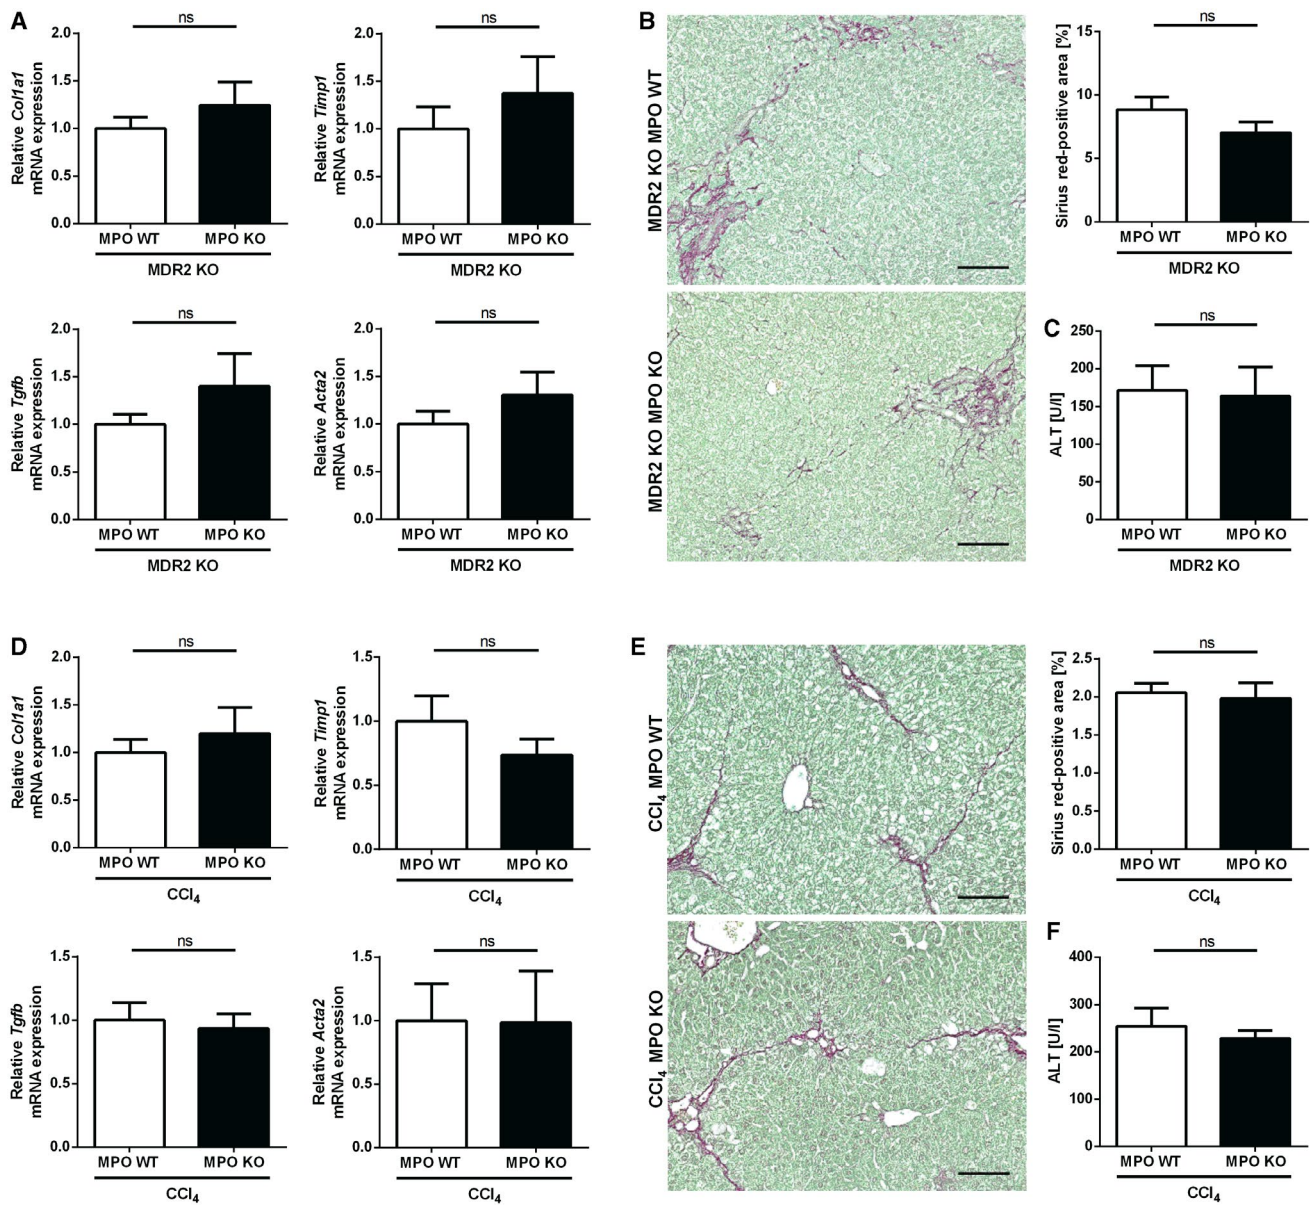 A
ns
2.0
1.5
1.0
0.5
0.0
Relative Col1a1
mRNA expression
MPO WT MPO KO
MDR2 KO
ns
2.0
1.5
1.0
0.5
0.0
Relative Timp1
mRNA expression
MPO WT MPO KO
MDR2 KO
ns
2.0
1.5
1.0
0.5
0.0
Relative Tgfb
mRNA expression
MPO WT MPO KO
MDR2 KO
ns
2.0
1.5
1.0
0.5
0.0
Relative Acta2
mRNA expression
MPO WT MPO KO
MDR2 KO
B
MDR2 KO MPO WT
MDR2 KO MPO KO
ns
15
10
5
0
Sirius red-positive area [%]
MPO WT MPO KO
MDR2 KO
C
ns
250
200
150
100
50
0
ALT [U/l]
MPO WT MPO KO
MDR2 KO
D
ns
2.0
1.5
1.0
0.5
0.0
Relative Col1a1
mRNA expression
MPO WT MPO KO
CCl₄
ns
1.5
1.0
0.5
0.0
Relative Timp1
mRNA expression
MPO WT MPO KO
CCl₄
ns
1.5
1.0
0.5
0.0
Relative Tgfb
mRNA expression
MPO WT MPO KO
CCl₄
ns
1.5
1.0
0.5
0.0
Relative Acta2
mRNA expression
MPO WT MPO KO
CCl₄
E
CCl₄ MPO WT
CCl₄ MPO KO
ns
2.5
2.0
1.5
1.0
0.5
0.0
Sirius red-positive area [%]
MPO WT MPO KO
CCl₄
F
ns
400
300
200
100
0
ALT [U/l]
MPO WT MPO KO
CCl₄